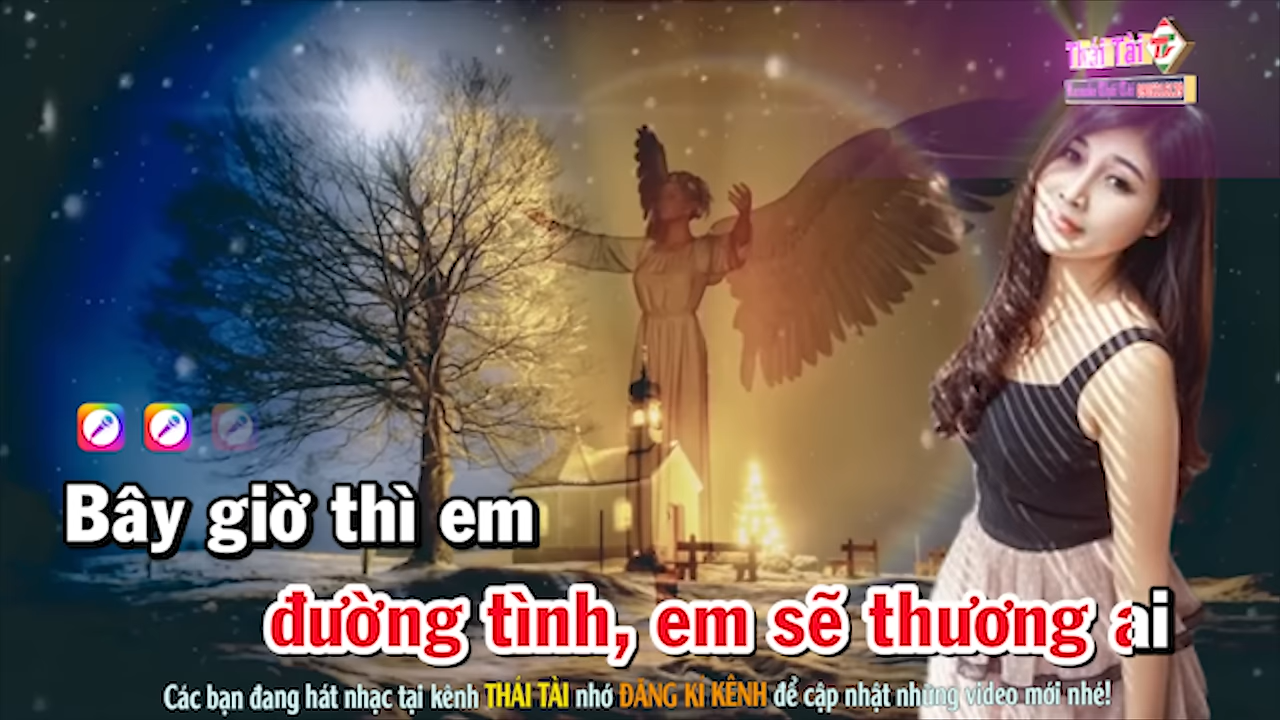 Thái Tài TV
Bây giờ thì em
đường tình, em sẽ thương ai
Các bạn đang hát nhạc tại kênh THÁI TÀI nhớ ĐĂNG KÍ KÊNH để cập nhật những video mới nhé!